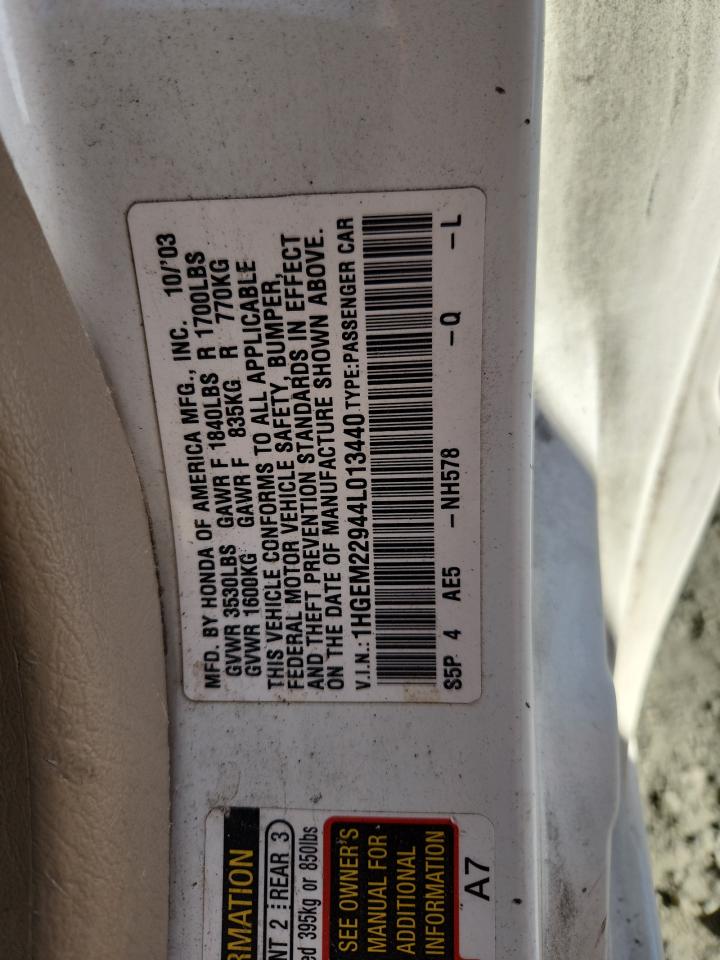 MFD. BY HONDA OF AMERICA MFG., INC. 10/'03
GVWR 3530LBS GAWR F 1840LBS R 1700LBS
GVWR 1600KG GAWR F 835KG R 770KG
THIS VEHICLE CONFORMS TO ALL APPLICABLE
FEDERAL MOTOR VEHICLE SAFETY, BUMPER,
AND THEFT PREVENTION STANDARDS IN EFFECT
ON THE DATE OF MANUFACTURE SHOWN ABOVE.
V.I.N.: 1HGEM22944L013440 TYPE:PASSENGER CAR
S5P 4 AE5 - NH578 - Q - L
RMATION
NT 2 REAR 3
ed 395kg or 850lbs
SEE OWNER'S
MANUAL FOR
ADDITIONAL
INFORMATION
A7